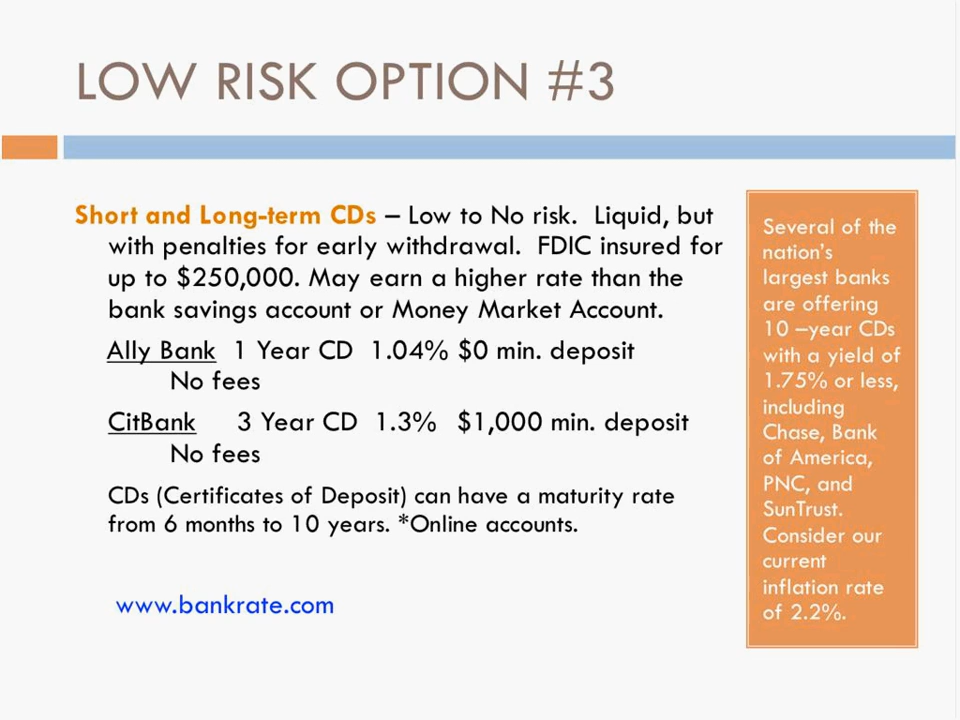 LOW RISK OPTION #3
Short and Long-term CDs – Low to No risk. Liquid, but
with penalties for early withdrawal. FDIC insured for
up to $250,000. May earn a higher rate than the
bank savings account or Money Market Account.
Ally Bank 1 Year CD 1.04% $0 min. deposit
No fees
CitBank 3 Year CD 1.3% $1,000 min. deposit
No fees
CDs (Certificates of Deposit) can have a maturity rate
from 6 months to 10 years. *Online accounts.
www.bankrate.com
Several of the
nation’s
largest banks
are offering
10 –year CDs
with a yield of
1.75% or less,
including
Chase, Bank
of America,
PNC, and
SunTrust.
Consider our
current
inflation rate
of 2.2%.